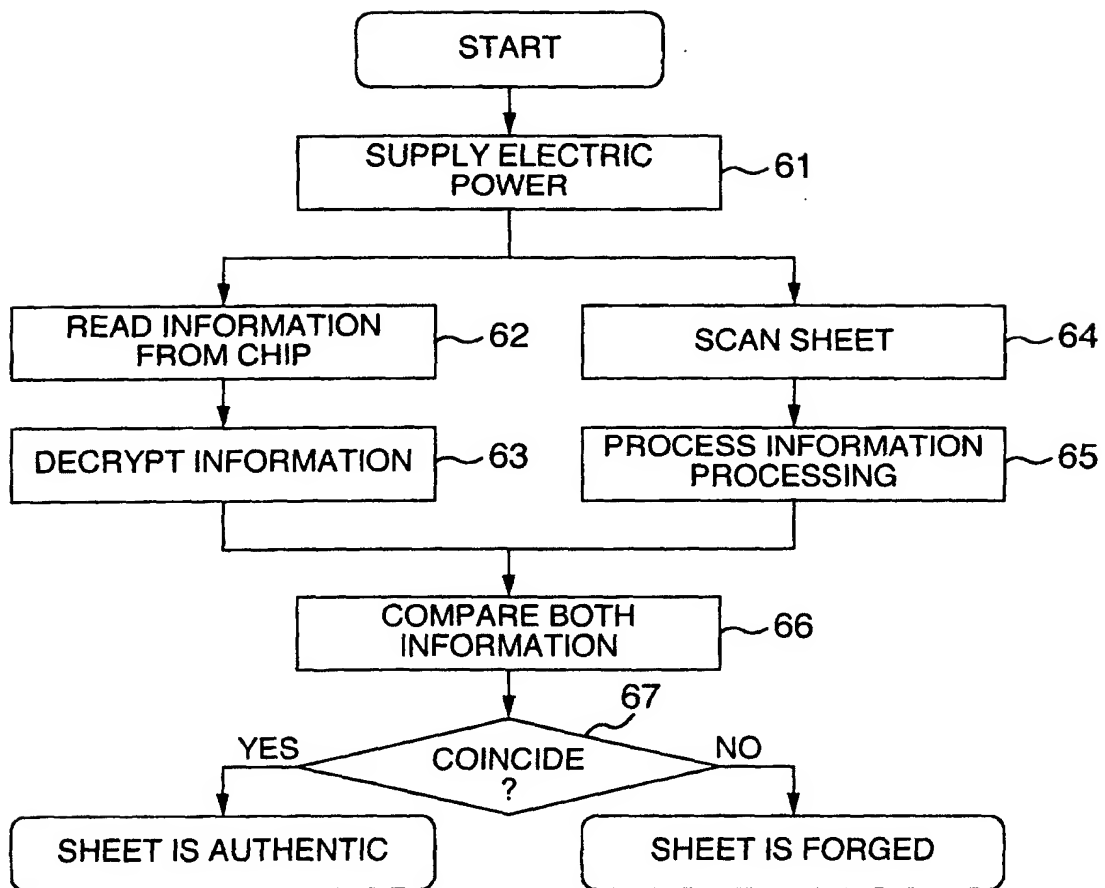 START
SUPPLY ELECTRIC
POWER
61
READ INFORMATION
FROM CHIP
62
SCAN SHEET
64
DECRYPT INFORMATION
63
PROCESS INFORMATION
PROCESSING
65
COMPARE BOTH
INFORMATION
66
67
YES
COINCIDE
?
NO
SHEET IS AUTHENTIC
SHEET IS FORGED